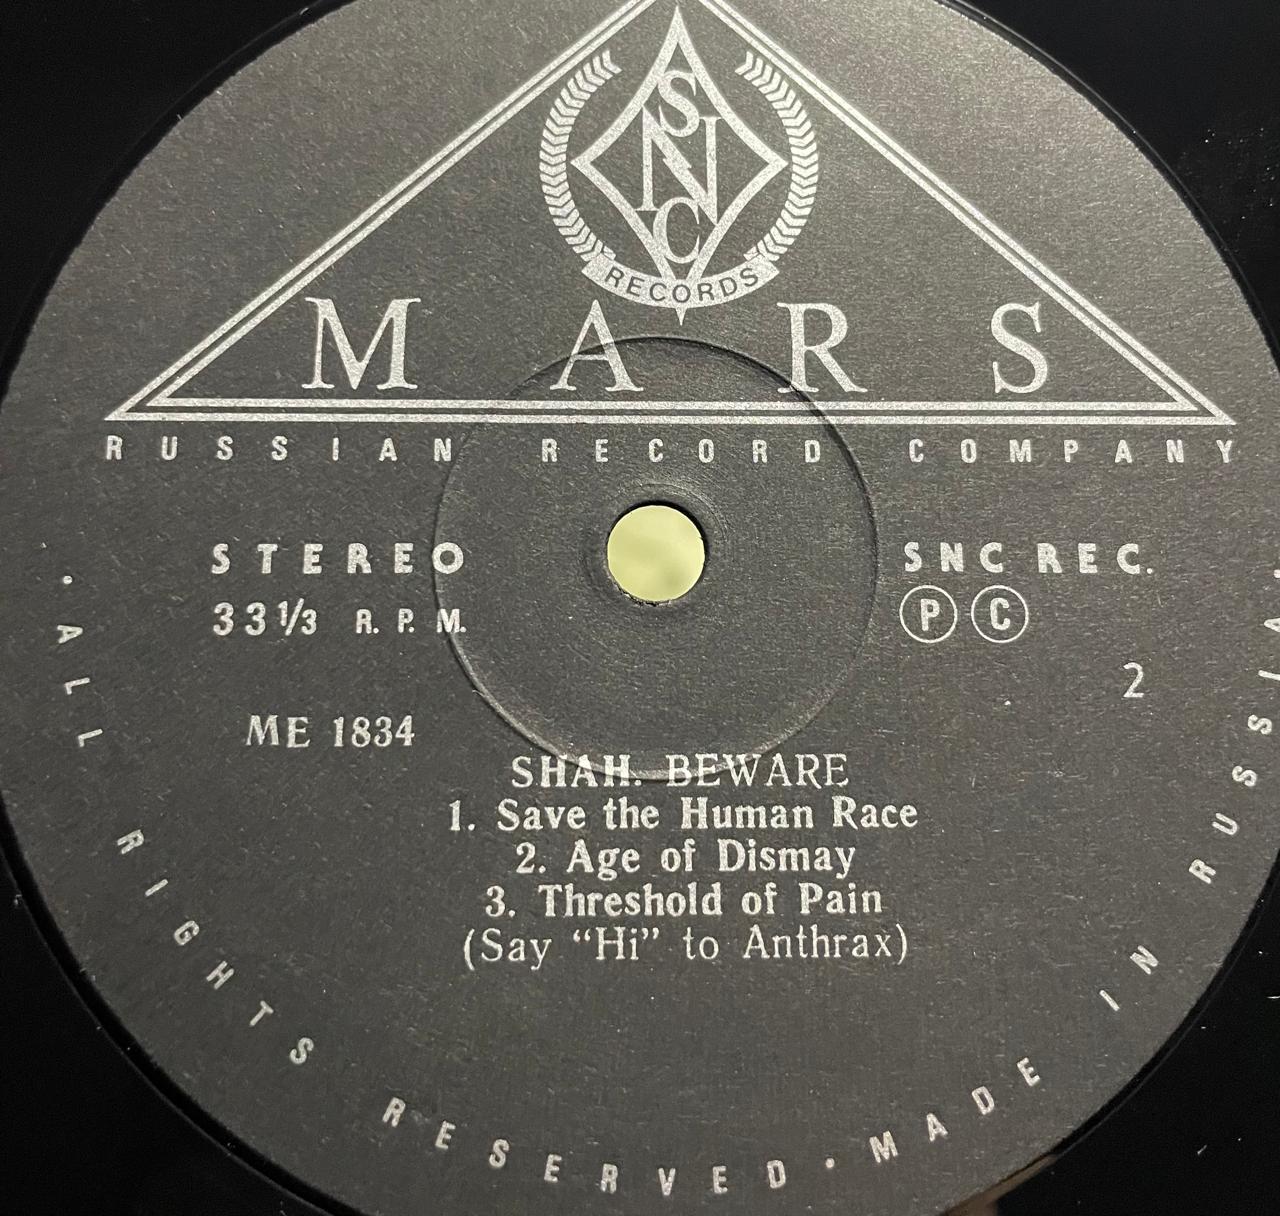 SINC
RECORDS
MARS
RUSSIAN RECORD COMPANY
STEREO
33 1/3 R. P. M.
SNC REC.
Ⓟ Ⓒ
2
ME 1834
SHAH. BEWARE
1. Save the Human Race
2. Age of Dismay
3. Threshold of Pain
(Say “Hi” to Anthrax)
· ALL RIGHTS RESERVED · MADE IN RUSSIA ·